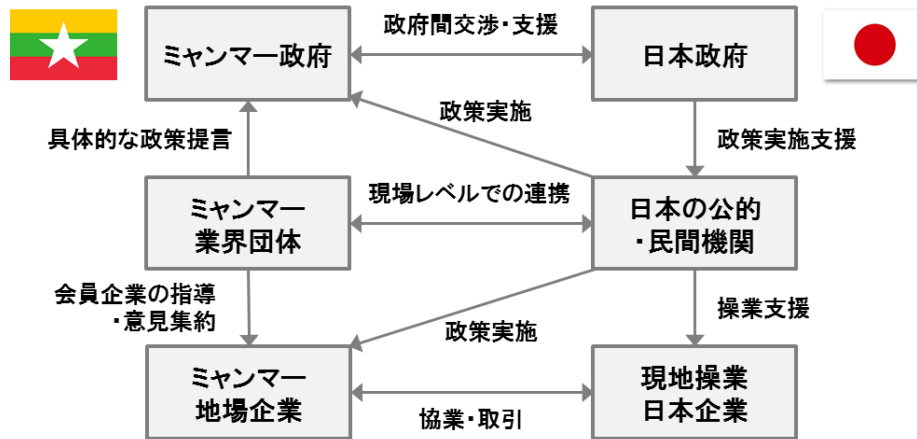 政府間交渉・支援
ミャンマー政府
日本政府
政策実施
具体的な政策提言
政策実施支援
現場レベルでの連携
ミャンマー
業界団体
日本の公的
・民間機関
会員企業の指導
・意見集約
操業支援
政策実施
ミャンマー
地場企業
現地操業
日本企業
協業・取引